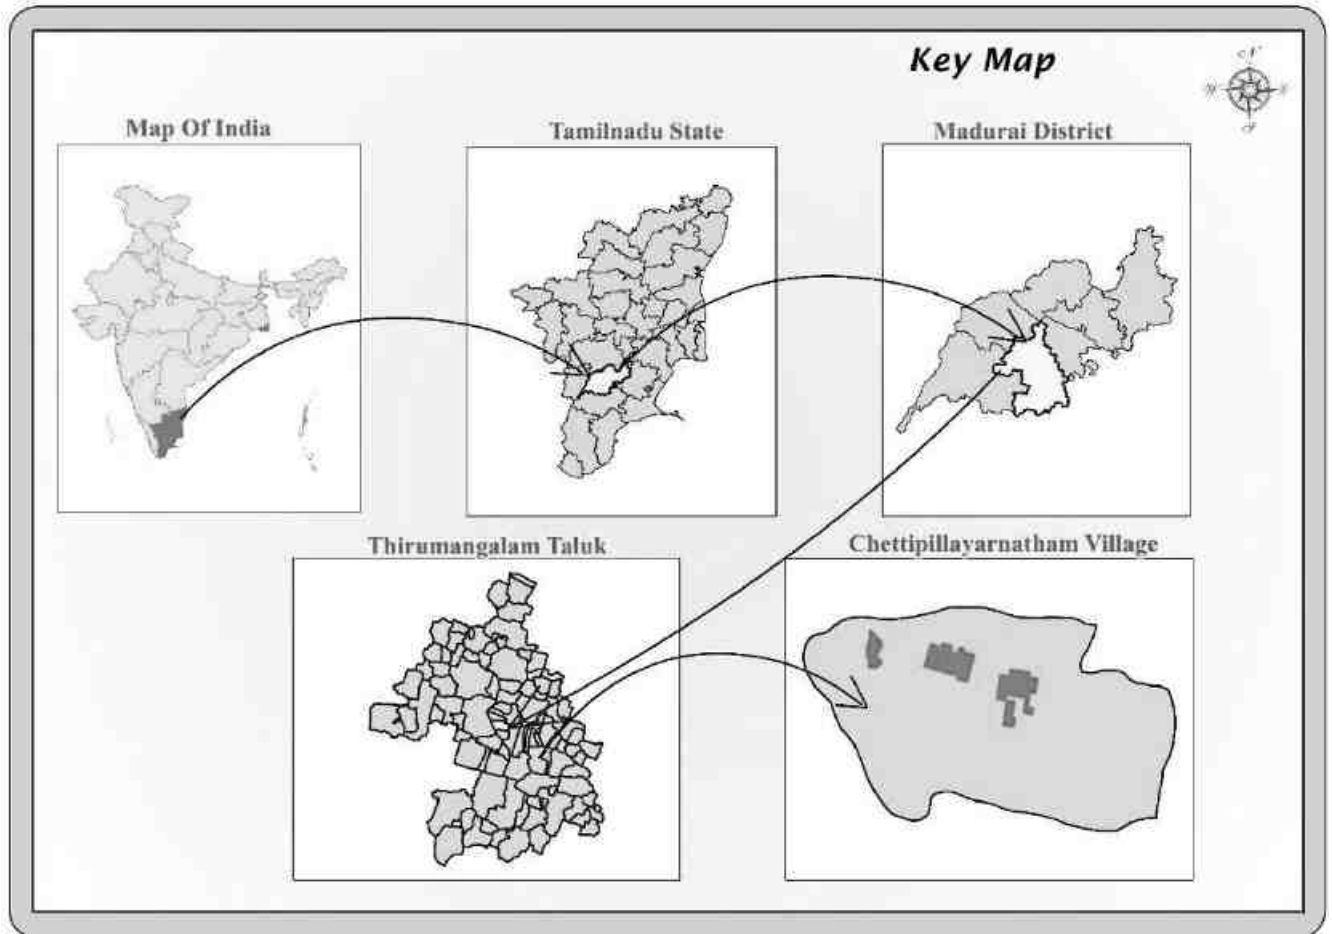 Key Map
N
W
E
S
Map Of India
Tamilnadu State
Madurai District
Thirumangalam Taluk
Chettipillayarnatham Village